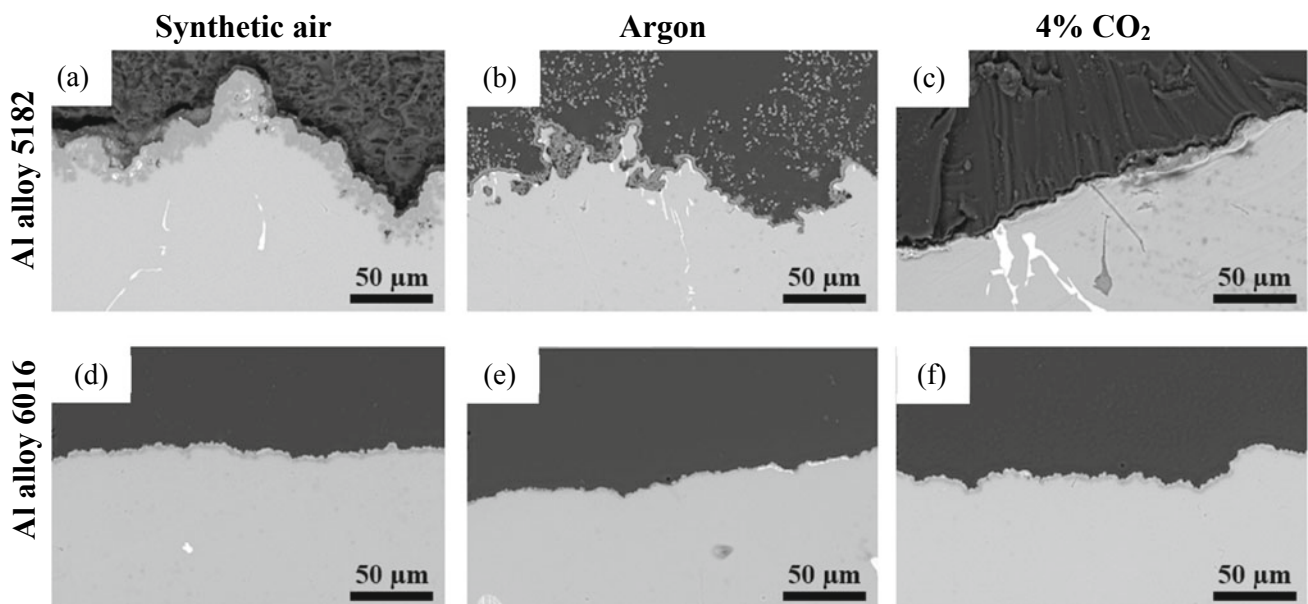 Synthetic air
Argon
4% CO₂
Al alloy 5182
(a)
50 µm
(b)
50 µm
(c)
50 µm
Al alloy 6016
(d)
50 µm
(e)
50 µm
(f)
50 µm